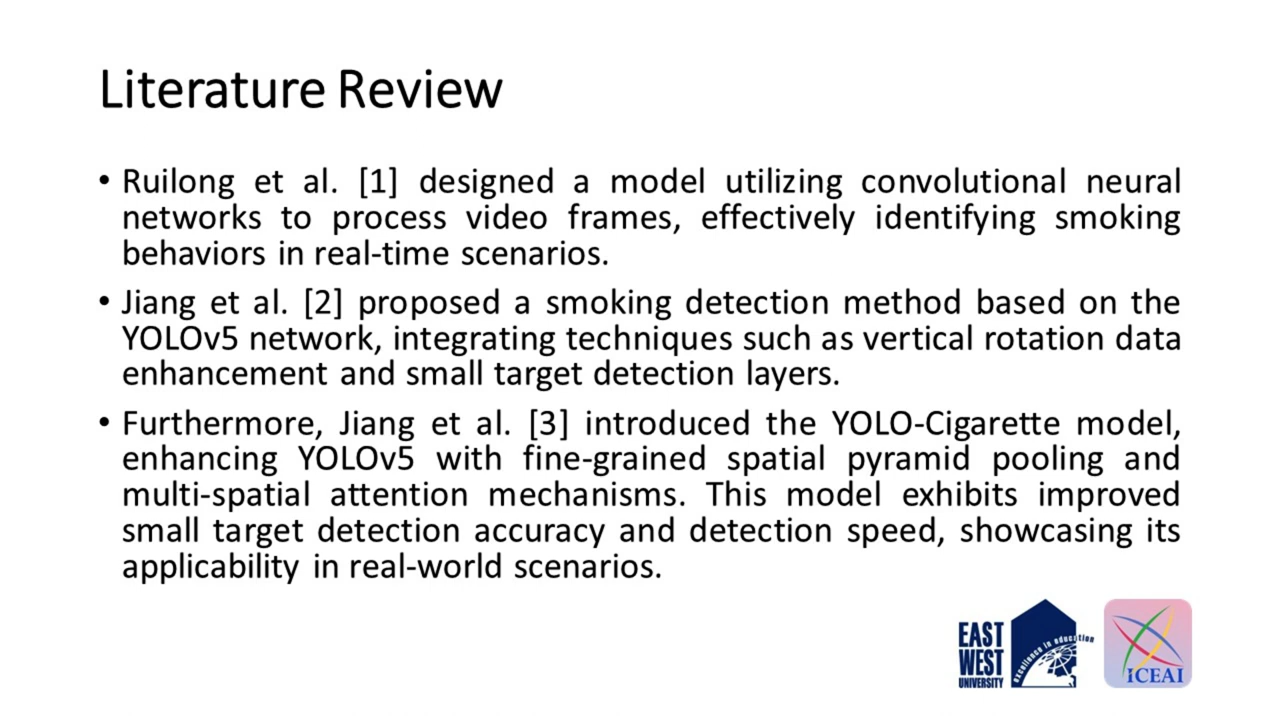 Literature Review
• Ruilong et al. [1] designed a model utilizing convolutional neural
networks to process video frames, effectively identifying smoking
behaviors in real-time scenarios.
• Jiang et al. [2] proposed a smoking detection method based on the
YOLOv5 network, integrating techniques such as vertical rotation data
enhancement and small target detection layers.
• Furthermore, Jiang et al. [3] introduced the YOLO-Cigarette model,
enhancing YOLOv5 with fine-grained spatial pyramid pooling and
multi-spatial attention mechanisms. This model exhibits improved
small target detection accuracy and detection speed, showcasing its
applicability in real-world scenarios.
EAST
WEST
UNIVERSITY
excellence in education
ICEAI